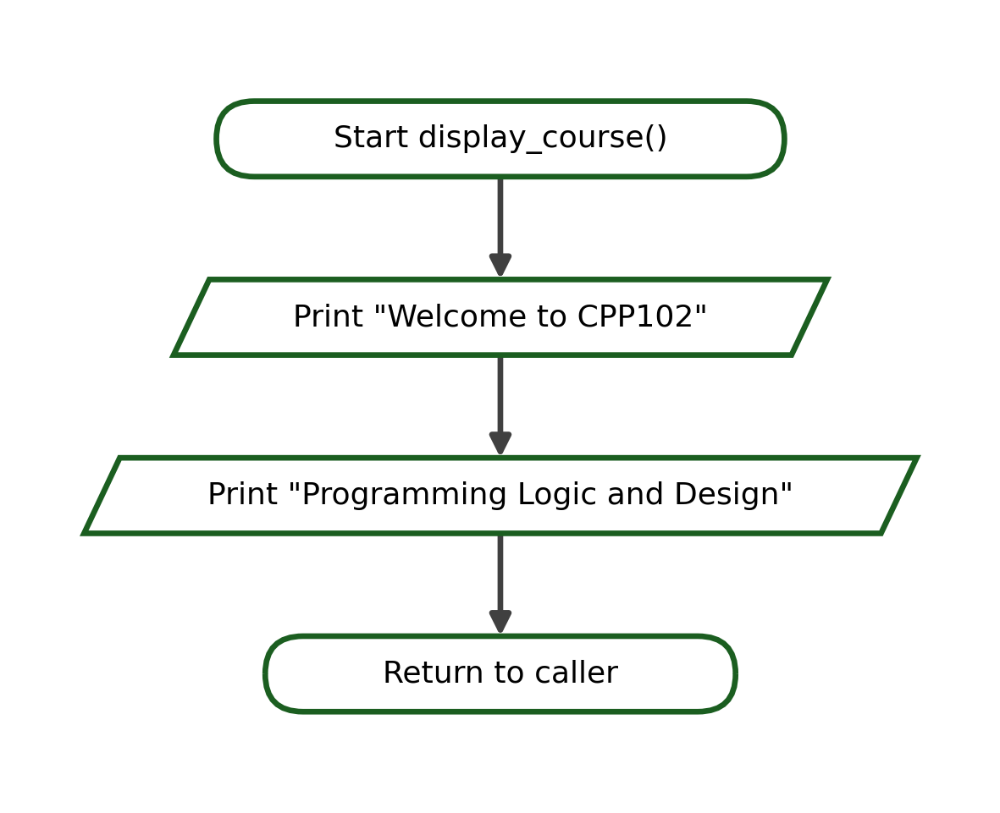 Start display_course()
Print "Welcome to CPP102"
Print "Programming Logic and Design"
Return to caller